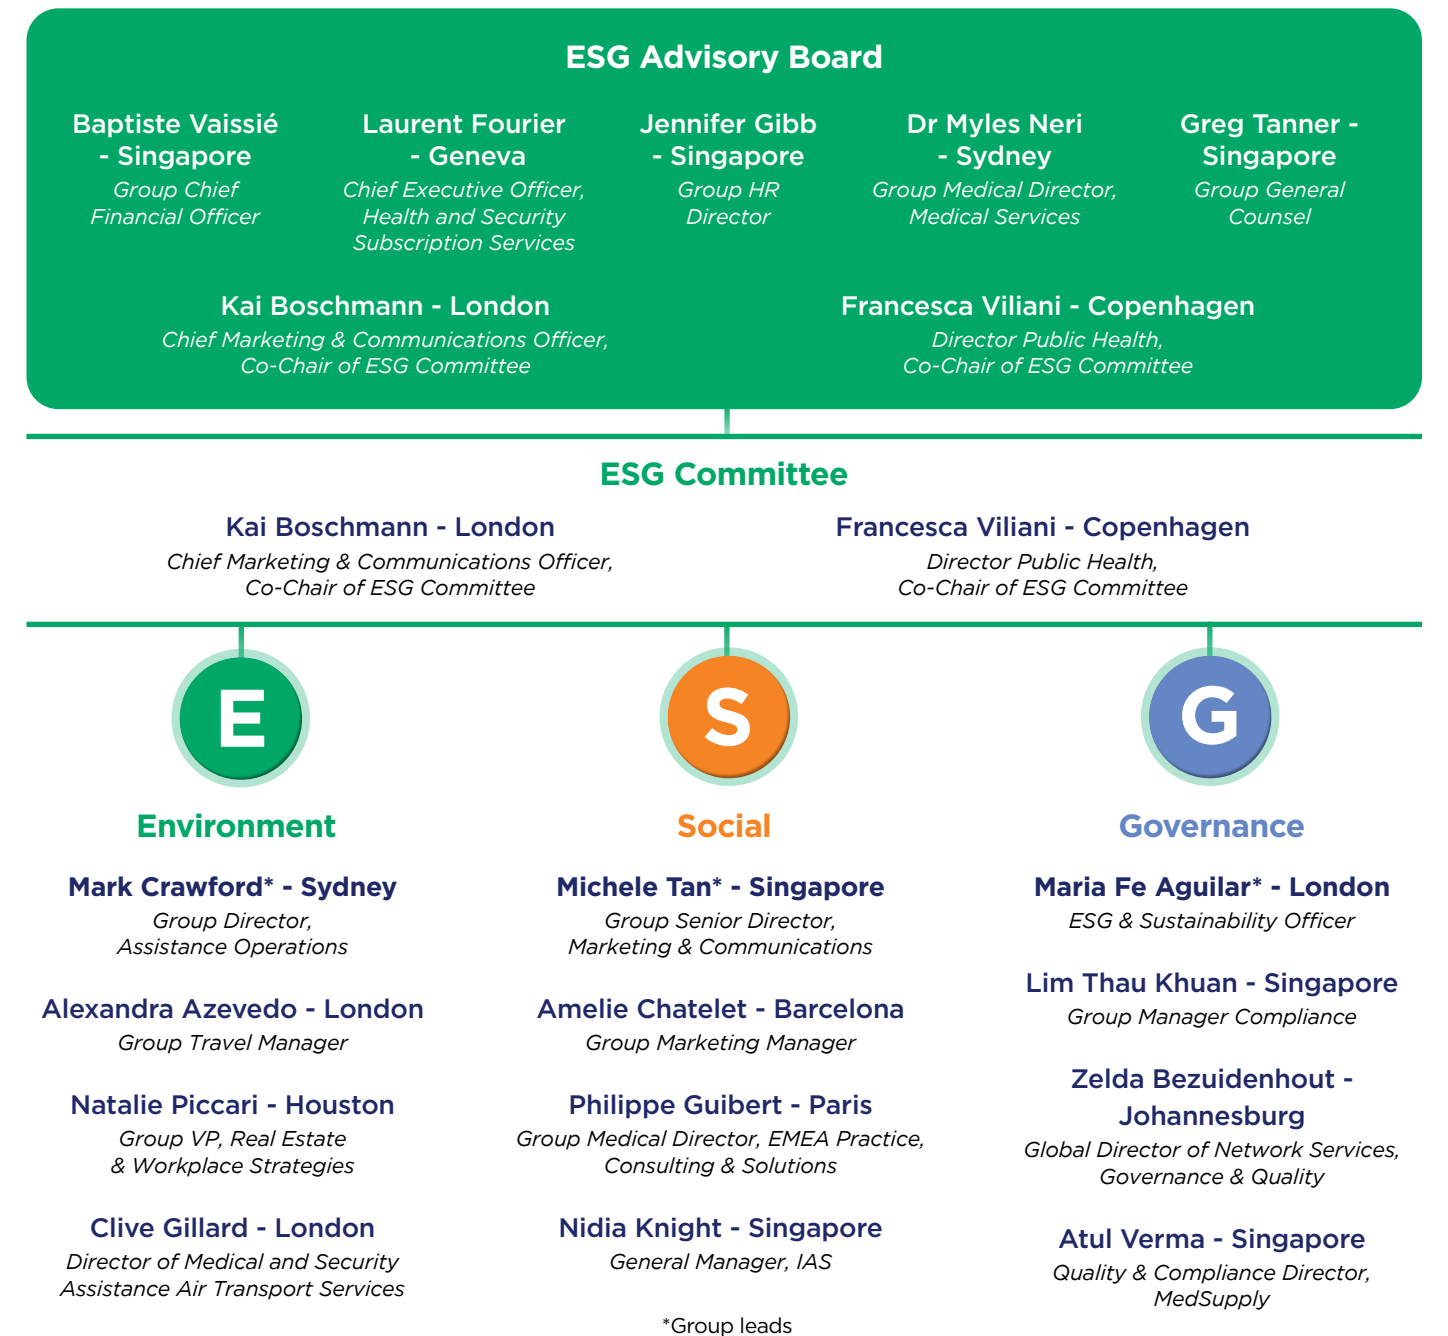 ESG Advisory Board
Baptiste Vaissié
- Singapore
Group Chief
Financial Officer
Laurent Fourier
- Geneva
Chief Executive Officer,
Health and Security
Subscription Services
Jennifer Gibb
- Singapore
Group HR
Director
Dr Myles Neri
- Sydney
Group Medical Director,
Medical Services
Greg Tanner -
Singapore
Group General
Counsel
Kai Boschmann - London
Chief Marketing & Communications Officer,
Co-Chair of ESG Committee
Francesca Viliani - Copenhagen
Director Public Health,
Co-Chair of ESG Committee
ESG Committee
Kai Boschmann - London
Chief Marketing & Communications Officer,
Co-Chair of ESG Committee
Francesca Viliani - Copenhagen
Director Public Health,
Co-Chair of ESG Committee
E
Environment
Mark Crawford* - Sydney
Group Director,
Assistance Operations
Alexandra Azevedo - London
Group Travel Manager
Natalie Piccari - Houston
Group VP, Real Estate
& Workplace Strategies
Clive Gillard - London
Director of Medical and Security
Assistance Air Transport Services
S
Social
Michele Tan* - Singapore
Group Senior Director,
Marketing & Communications
Amelie Chatelet - Barcelona
Group Marketing Manager
Philippe Guibert - Paris
Group Medical Director, EMEA Practice,
Consulting & Solutions
Nidia Knight - Singapore
General Manager, IAS
G
Governance
Maria Fe Aguilar* - London
ESG & Sustainability Officer
Lim Thau Khuan - Singapore
Group Manager Compliance
Zelda Bezuidenhout -
Johannesburg
Global Director of Network Services,
Governance & Quality
Atul Verma - Singapore
Quality & Compliance Director,
MedSupply
*Group leads